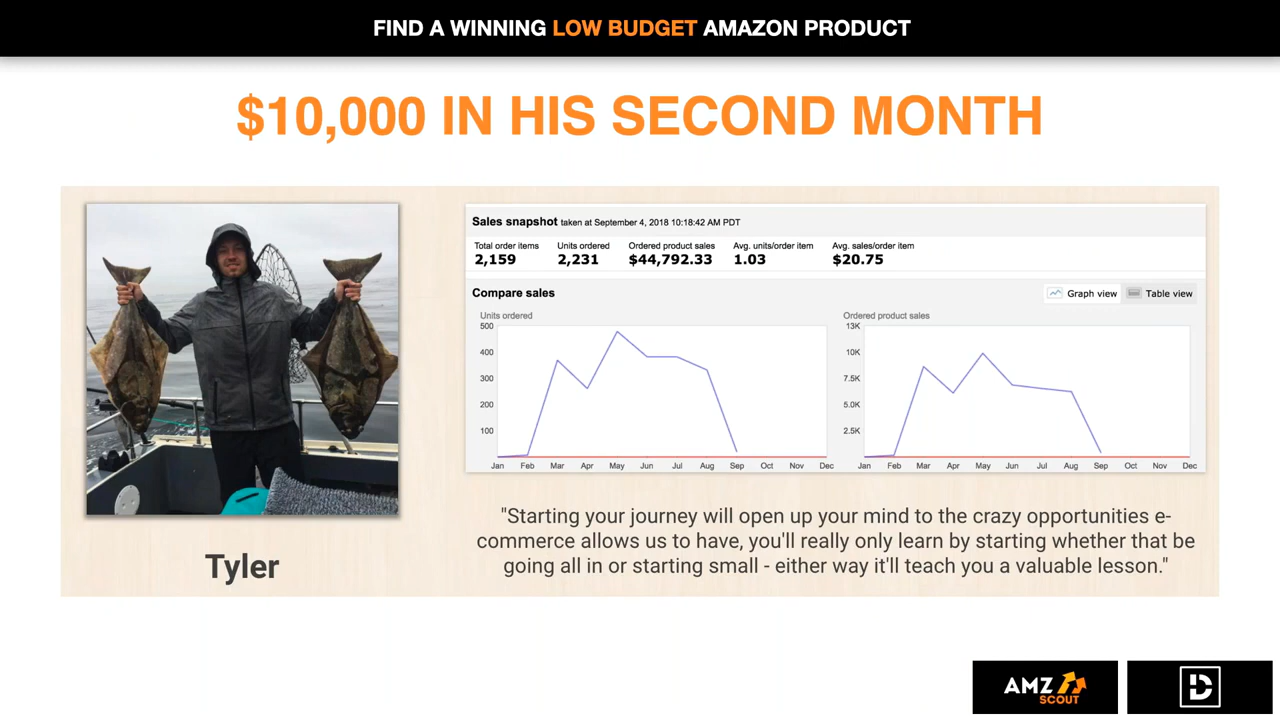 FIND A WINNING LOW BUDGET AMAZON PRODUCT
$10,000 IN HIS SECOND MONTH
Sales snapshot taken at September 4, 2018 10:18:42 AM PDT
Total order items Units ordered Ordered product sales Avg. units/order item Avg. sales/order item
2,159 2,231 $44,792.33 1.03 $20.75
Compare sales Graph view Table view
Units ordered
500
400
300
200
100
Jan Feb Mar Apr May Jun Jul Aug Sep Oct Nov Dec
Ordered product sales
13K
10K
7.5K
5.0K
2.5K
Jan Feb Mar Apr May Jun Jul Aug Sep Oct Nov Dec
Tyler
"Starting your journey will open up your mind to the crazy opportunities e-
commerce allows us to have, you'll really only learn by starting whether that be
going all in or starting small - either way it'll teach you a valuable lesson."
AMZ
SCOUT
D